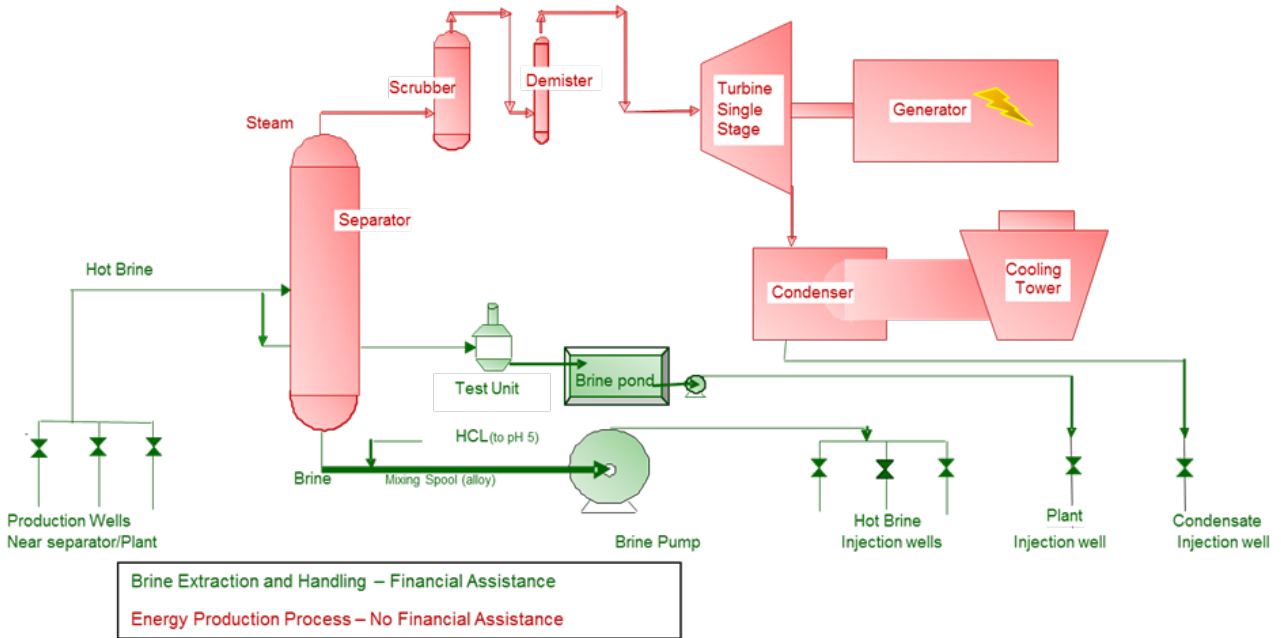 Scrubber
Demister
Turbine
Single
Stage
Generator
Steam
Separator
Hot Brine
Condenser
Cooling
Tower
Test Unit
Brine pond
HCL(to pH 5)
Brine
Mixing Spool (alloy)
Production Wells
Near separator/Plant
Brine Pump
Hot Brine
Injection wells
Plant
Injection well
Condensate
Injection well
Brine Extraction and Handling – Financial Assistance
Energy Production Process – No Financial Assistance